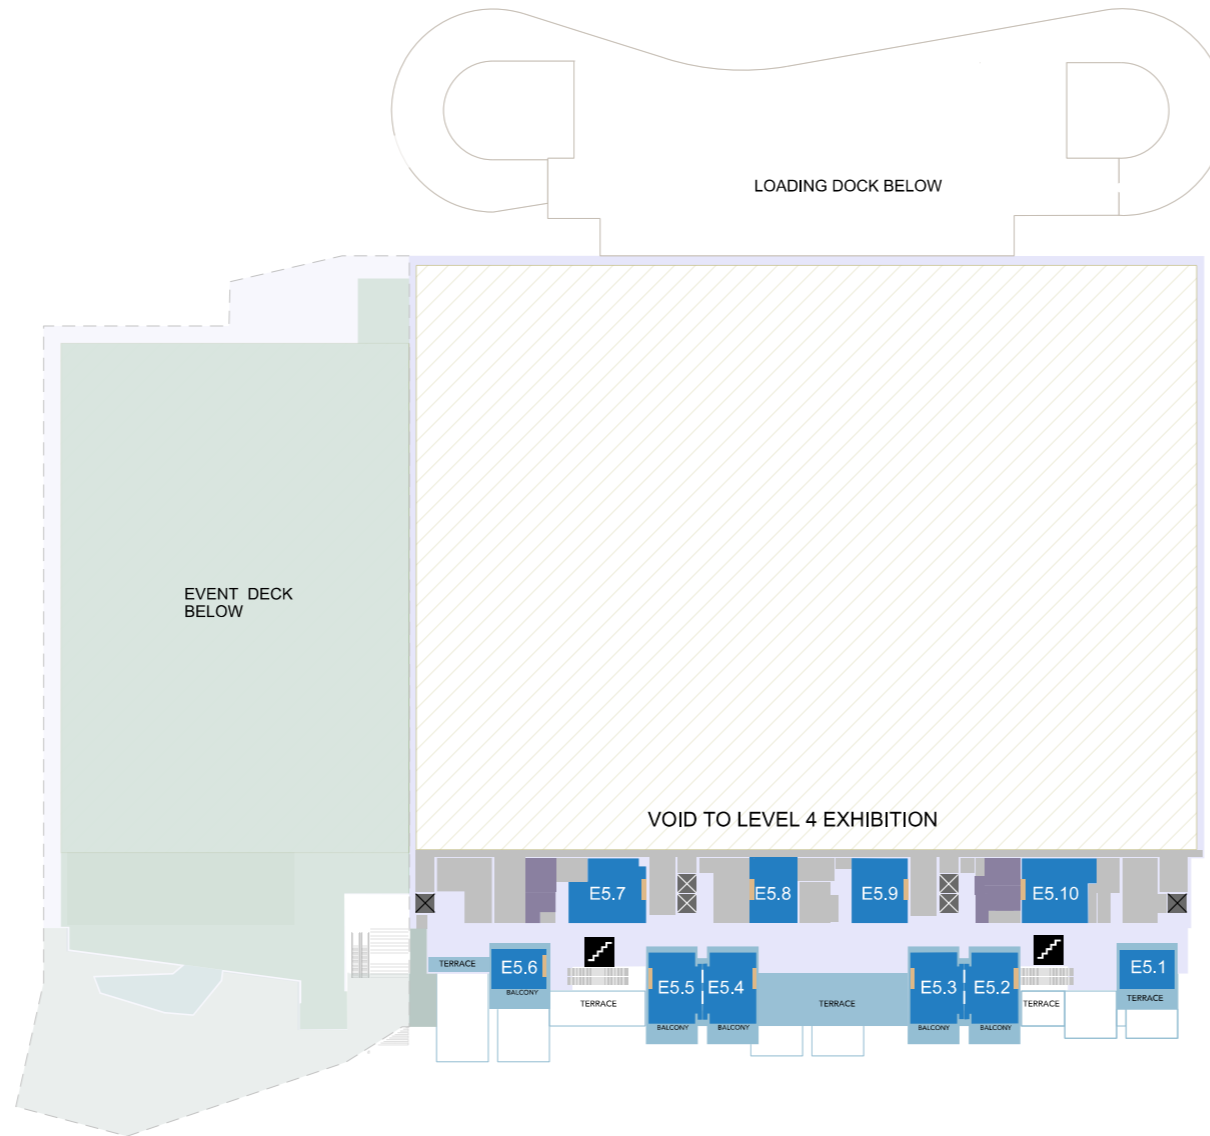 LOADING DOCK BELOW
EVENT DECK
BELOW
VOID TO LEVEL 4 EXHIBITION
E5.7
E5.8
E5.9
E5.10
TERRACE
E5.6
BALCONY
TERRACE
E5.5
E5.4
BALCONY
BALCONY
TERRACE
E5.3
E5.2
BALCONY
BALCONY
TERRACE
E5.1
TERRACE